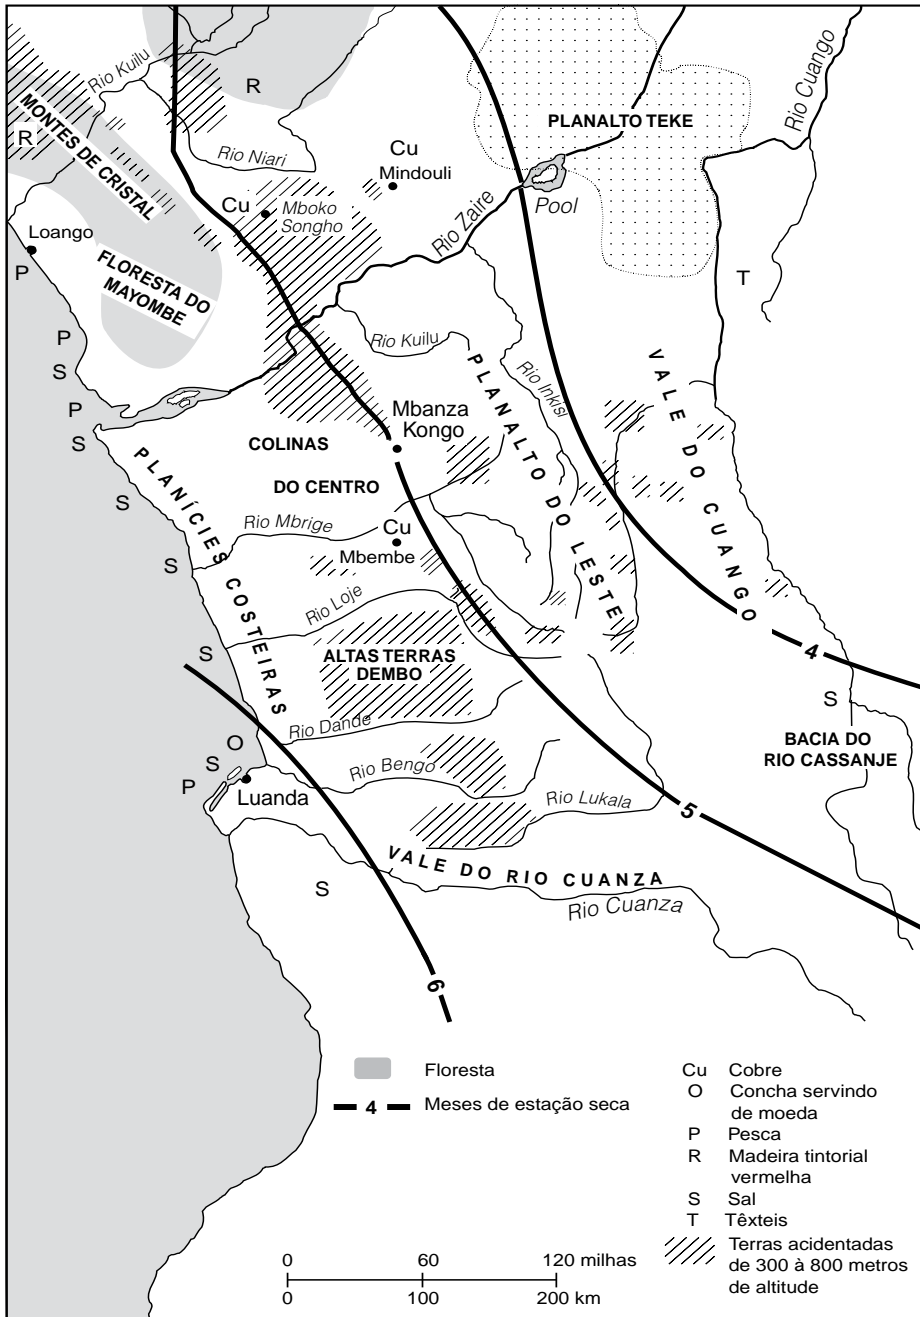 Rio Kuilu
R
Rio Cuango
PLANALTO TEKE
MONTES DE CRISTAL
R
Rio Niari
Cu
Mindouli
Cu
Mboko
Songho
Pool
Rio Zaire
Loango
P
FLORESTA DO
MAYOMBE
T
P
S
Rio Kuilu
PLANALTO DO LESTE
Rio Inkisi
VALE DO CUANGO
P
S
Mbanza
Kongo
COLINAS
DO CENTRO
PLANÍCIES COSTEIRAS
S
Rio Mbrige
Cu
Mbembe
S
Rio Loje
S
ALTAS TERRAS
DEMBO
4
S
Rio Dande
O
S
P
Luanda
Rio Bengo
BACIA DO
RIO CASSANJE
Rio Lukala
5
VALE DO RIO CUANZA
S
Rio Cuanza
6
Floresta
4 Meses de estação seca
Cu Cobre
O Concha servindo
de moeda
P Pesca
R Madeira tintorial
vermelha
S Sal
T Têxteis
Terras acidentadas
de 300 à 800 metros
de altitude
0 60 120 milhas
0 100 200 km